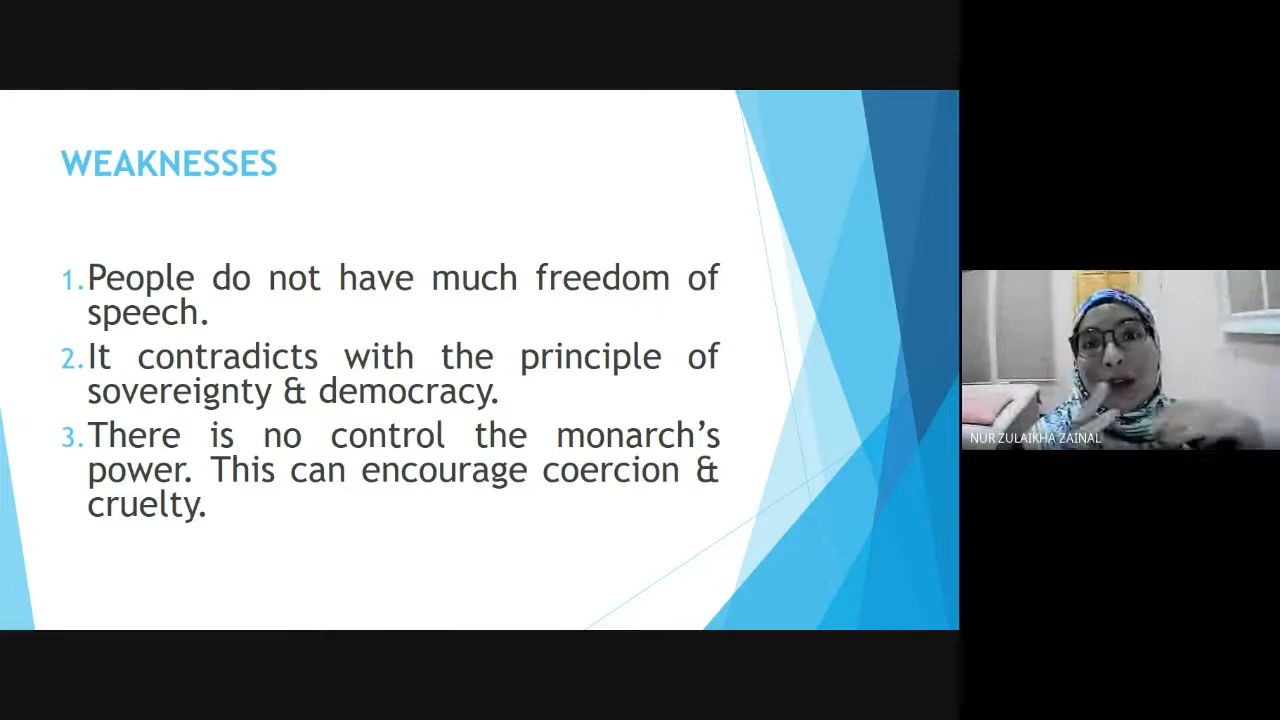 WEAKNESSES
1. People do not have much freedom of
speech.
2. It contradicts with the principle of
sovereignty & democracy.
3. There is no control the monarch's
power. This can encourage coercion &
cruelty.
NUR ZULAIKHA ZAINAL